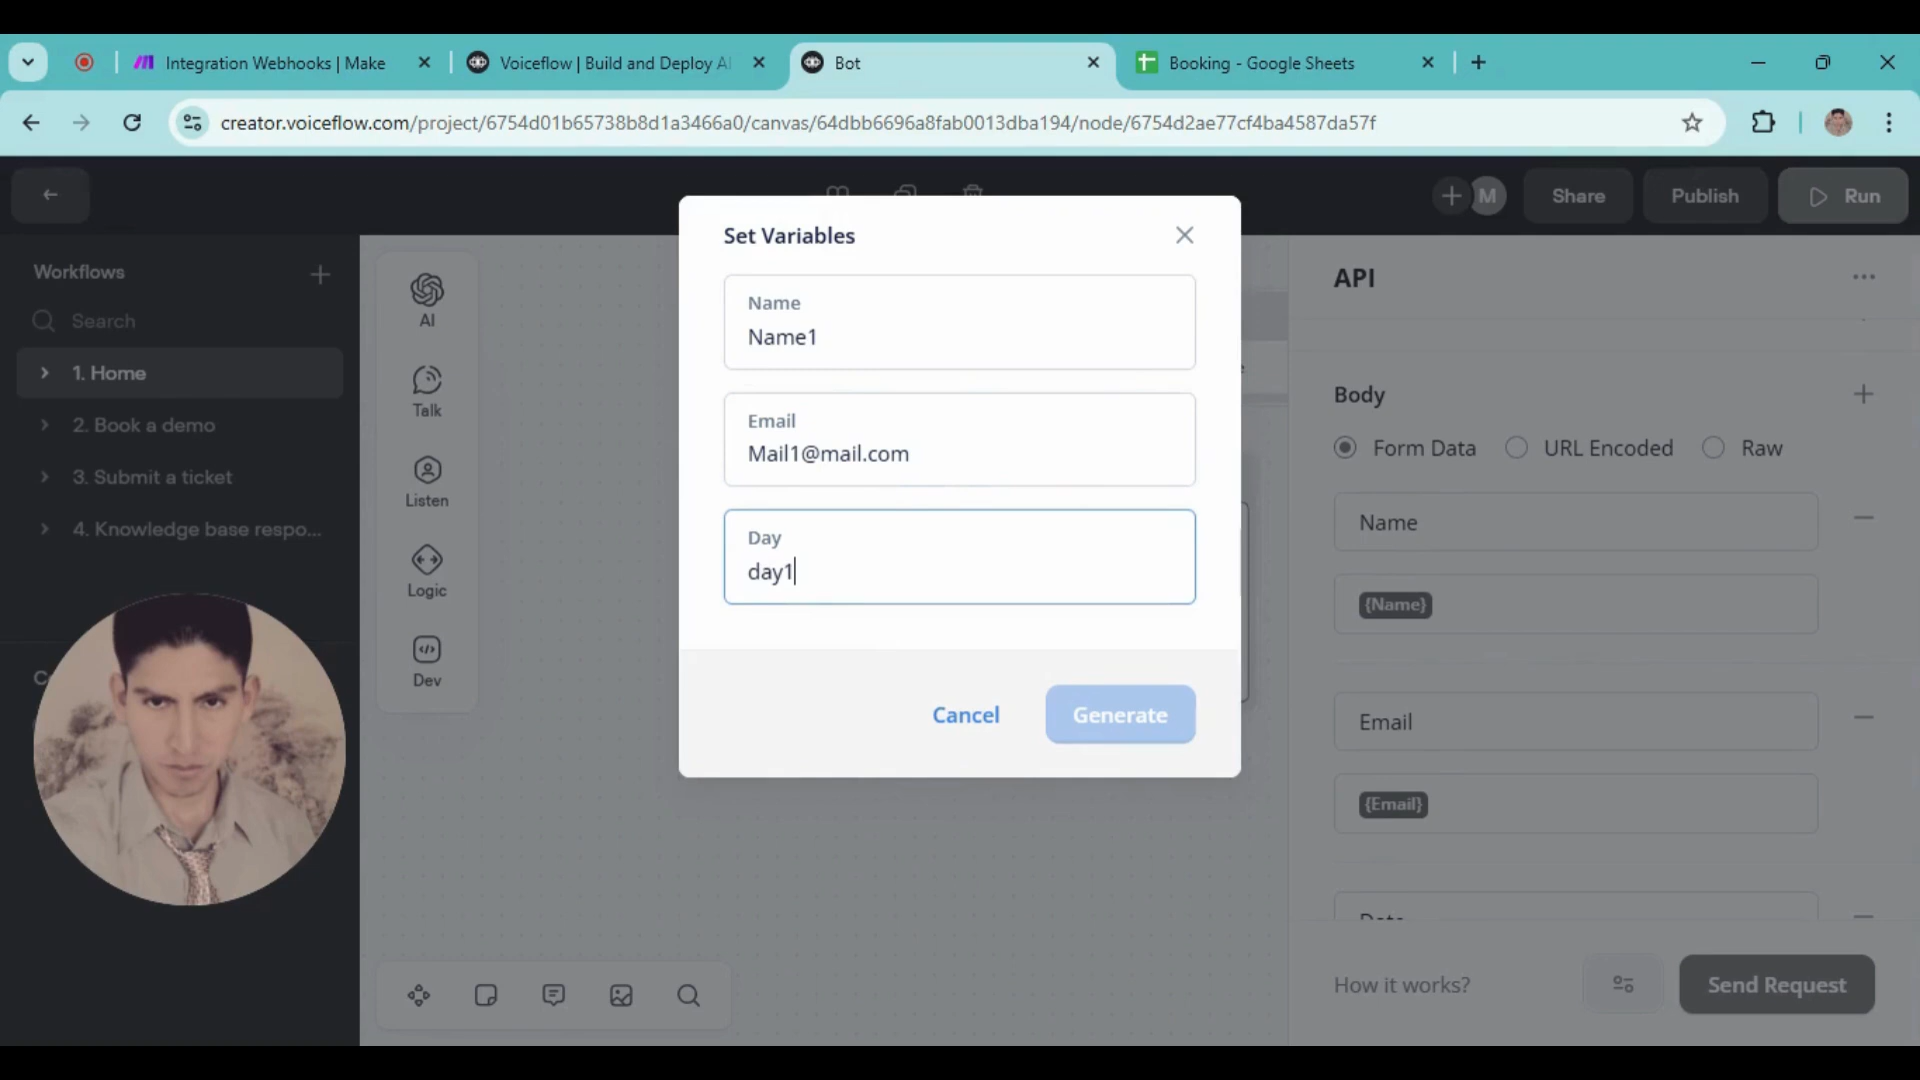 Integration Webhooks | Make
Voiceflow | Build and Deploy AI
Bot
Booking - Google Sheets
creator.voiceflow.com/project/6754d01b65738b8d1a3466a0/canvas/64dbb6696a8fab0013dba194/node/6754d2ae77cf4ba4587da57f
M
Share
Publish
Run
Workflows
Search
1. Home
2. Book a demo
3. Submit a ticket
4. Knowledge base respo...
AI
Talk
Listen
Logic
Dev
Set Variables
Name
Name1
Email
Mail1@mail.com
Day
day1
Cancel
Generate
API
Body
Form Data
URL Encoded
Raw
Name
{Name}
Email
{Email}
How it works?
Send Request